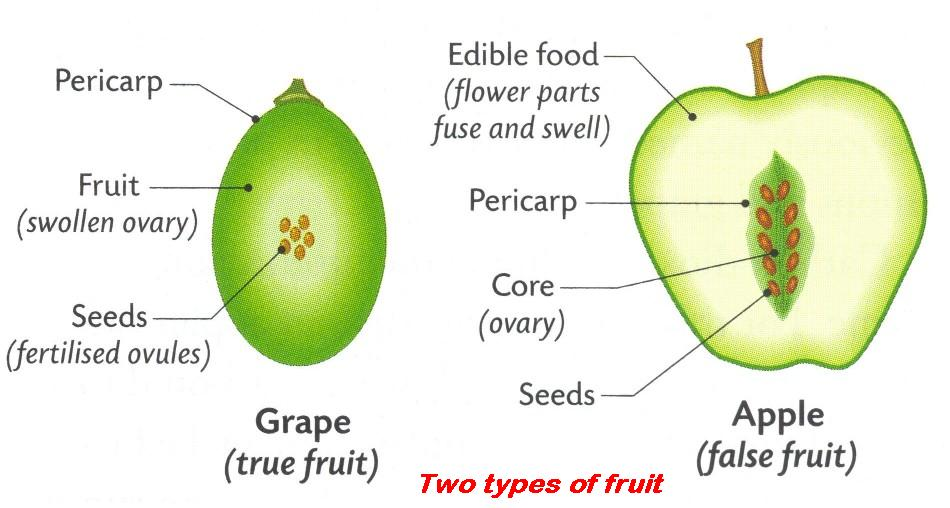 Pericarp
Fruit
(swollen ovary)
Seeds
(fertilised ovules)
Grape
(true fruit)
Edible food
(flower parts
fuse and swell)
Pericarp
Core
(ovary)
Seeds
Apple
(false fruit)
Two types of fruit